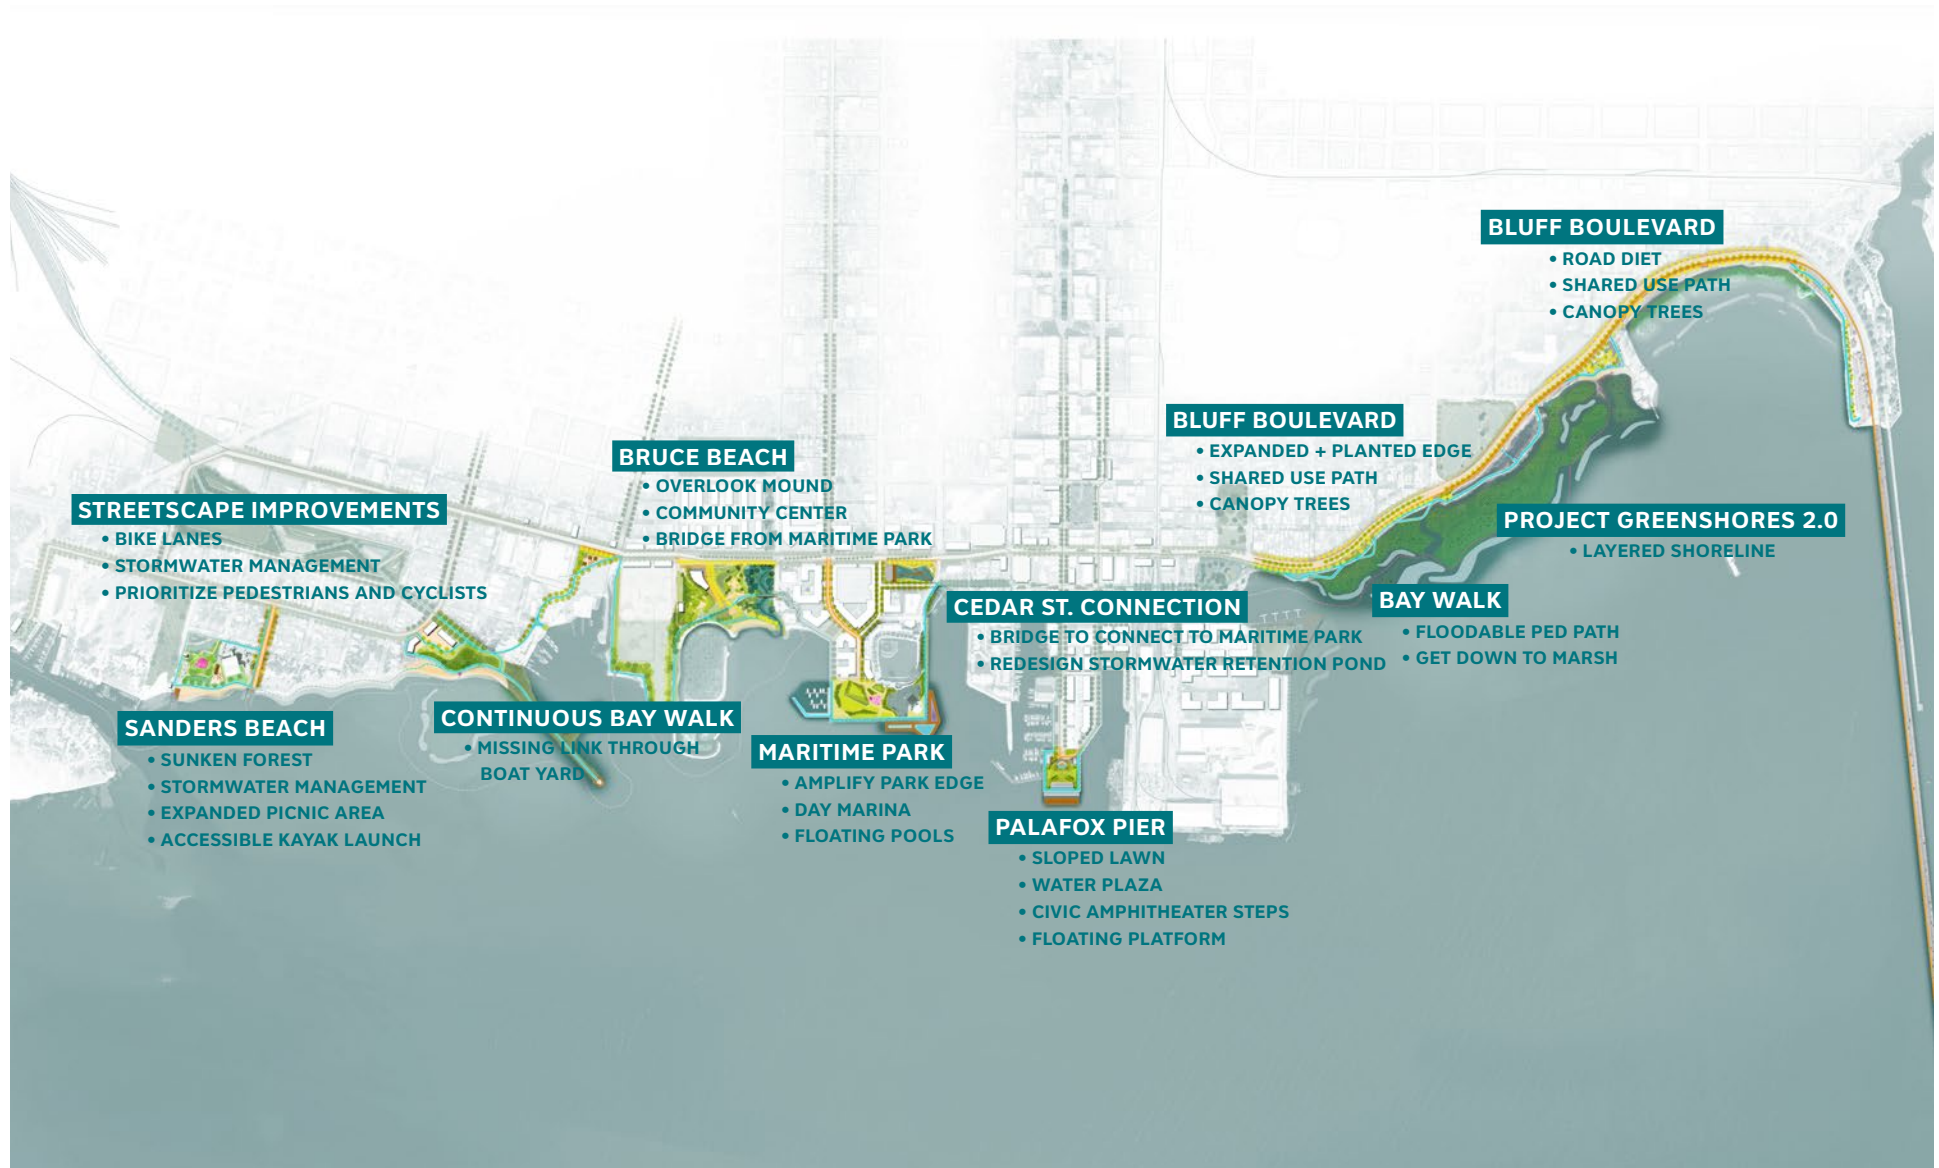 BLUFF BOULEVARD
• ROAD DIET
• SHARED USE PATH
• CANOPY TREES
BLUFF BOULEVARD
• EXPANDED + PLANTED EDGE
• SHARED USE PATH
• CANOPY TREES
BRUCE BEACH
• OVERLOOK MOUND
• COMMUNITY CENTER
• BRIDGE FROM MARITIME PARK
STREETSCAPE IMPROVEMENTS
• BIKE LANES
• STORMWATER MANAGEMENT
• PRIORITIZE PEDESTRIANS AND CYCLISTS
PROJECT GREENSHORES 2.0
• LAYERED SHORELINE
CEDAR ST. CONNECTION
• BRIDGE TO CONNECT TO MARITIME PARK
• REDESIGN STORMWATER RETENTION POND
BAY WALK
• FLOODABLE PED PATH
• GET DOWN TO MARSH
SANDERS BEACH
• SUNKEN FOREST
• STORMWATER MANAGEMENT
• EXPANDED PICNIC AREA
• ACCESSIBLE KAYAK LAUNCH
CONTINUOUS BAY WALK
• MISSING LINK THROUGH
BOAT YARD
MARITIME PARK
• AMPLIFY PARK EDGE
• DAY MARINA
• FLOATING POOLS
PALAFOX PIER
• SLOPED LAWN
• WATER PLAZA
• CIVIC AMPHITHEATER STEPS
• FLOATING PLATFORM